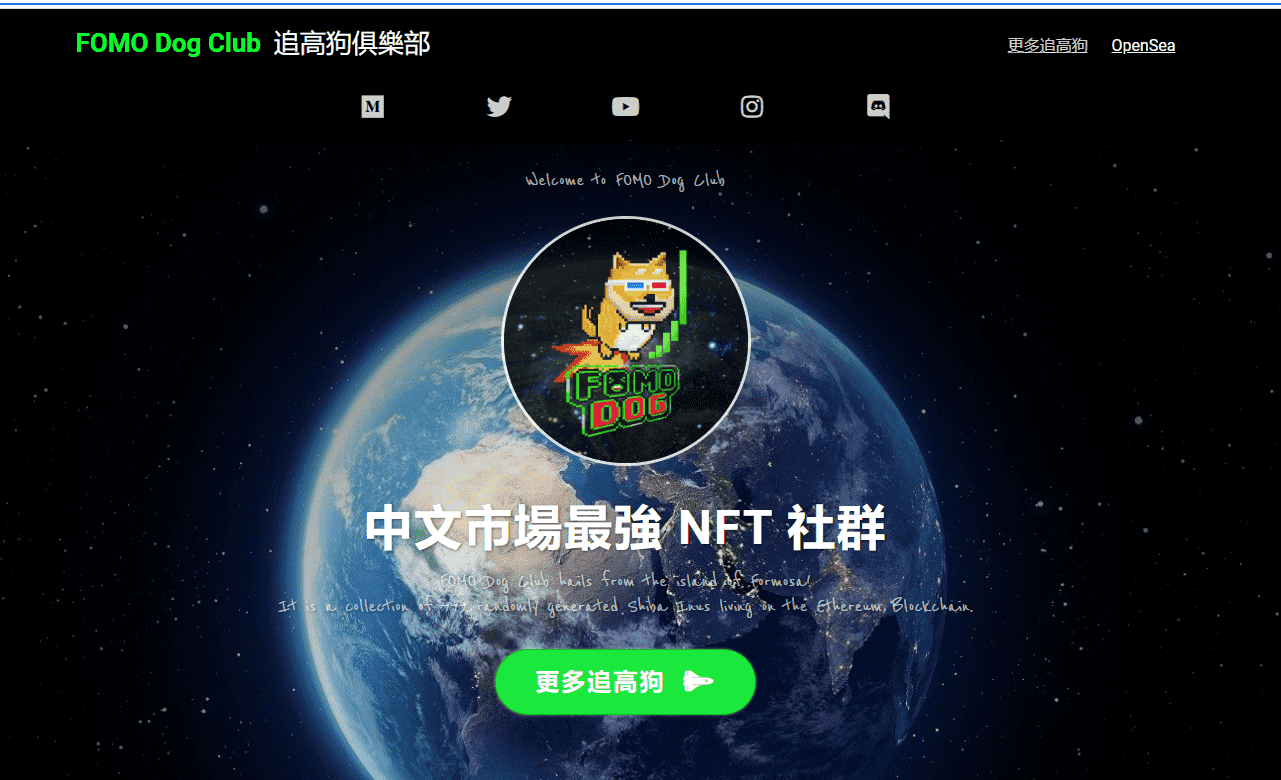 FOMO Dog Club 追高狗俱樂部
更多追高狗 OpenSea
M
Welcome to FOMO Dog Club
FOMO
DOG
中文市場最強 NFT 社群
FOMO Dog Club hails from the island of Formosa!
It is a collection of 777 randomly generated Shiba Inus living on the Ethereum Blockchain.
更多追高狗